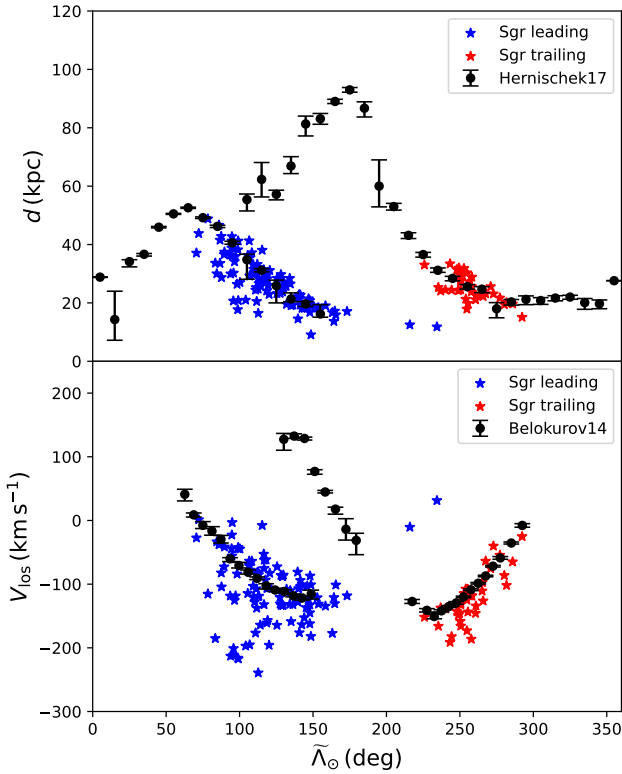 120
100
80
60
40
20
0
d (kpc)
Sgr leading
Sgr trailing
Hernischek17
200
100
0
−100
−200
−300
V_los (km s⁻¹)
Sgr leading
Sgr trailing
Belokurov14
0 50 100 150 200 250 300 350
Λ̃⊙ (deg)